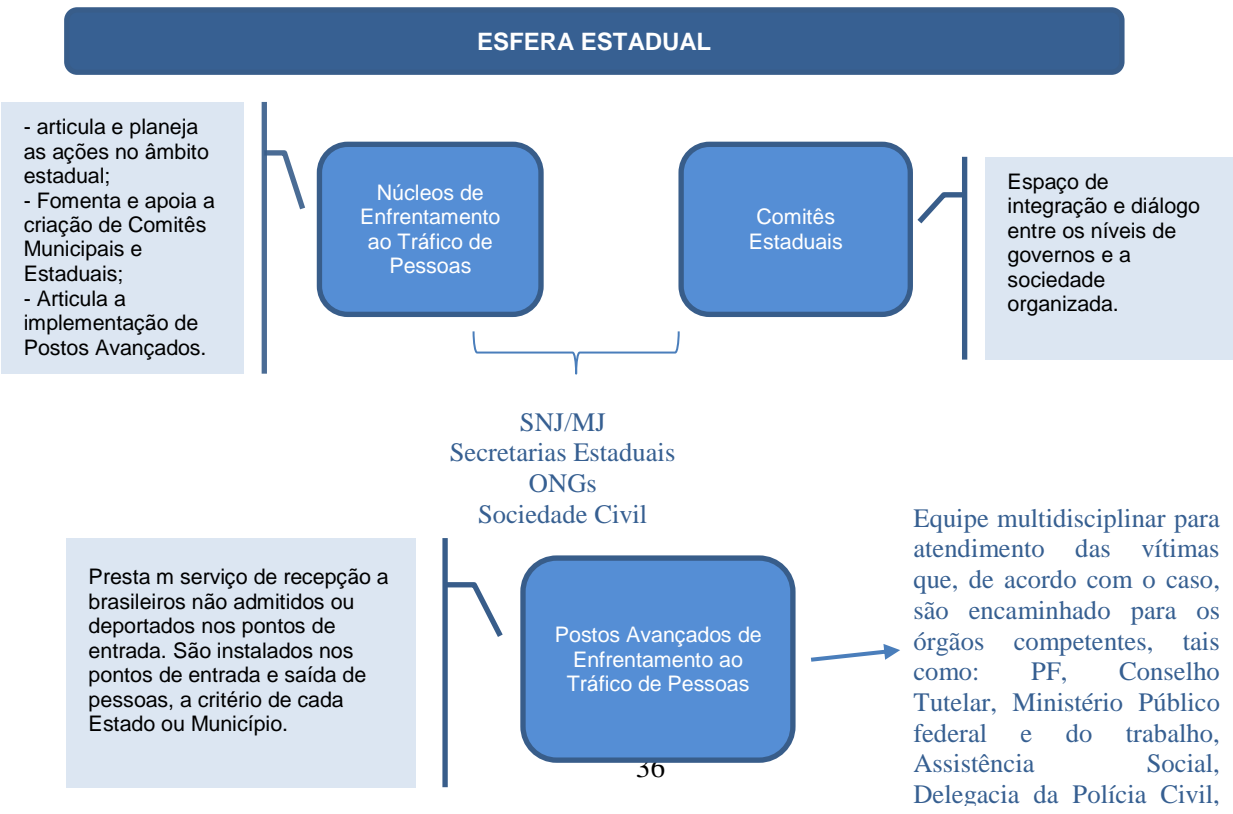 ESFERA ESTADUAL
- articula e planeja
as ações no âmbito
estadual;
- Fomenta e apoia a
criação de Comitês
Municipais e
Estaduais;
- Articula a
implementação de
Postos Avançados.
Núcleos de
Enfrentamento
ao Tráfico de
Pessoas
Comitês
Estaduais
Espaço de
integração e diálogo
entre os níveis de
governos e a
sociedade
organizada.
SNJ/MJ
Secretarias Estaduais
ONGs
Sociedade Civil
Presta m serviço de recepção a
brasileiros não admitidos ou
deportados nos pontos de
entrada. São instalados nos
pontos de entrada e saída de
pessoas, a critério de cada
Estado ou Município.
Postos Avançados de
Enfrentamento ao
Tráfico de Pessoas
Equipe multidisciplinar para
atendimento das vítimas
que, de acordo com o caso,
são encaminhado para os
órgãos competentes, tais
como: PF, Conselho
Tutelar, Ministério Público
federal e do trabalho,
Assistência Social,
Delegacia da Polícia Civil,
36